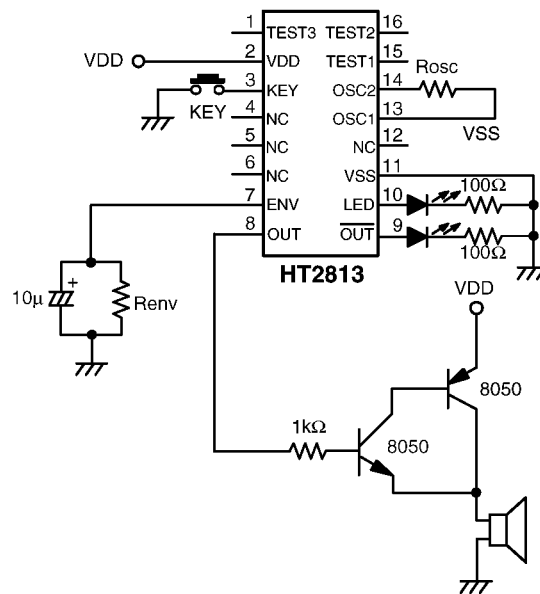 1 TEST3 TEST2 16
VDD 2 VDD TEST1 15
3 KEY OSC2 14 Rosc
KEY
4 NC OSC1 13
VSS
5 NC NC 12
6 NC VSS 11
7 ENV LED 10 100Ω
8 OUT OUT 9 100Ω
HT2813
+
10μ Renv
VDD
8050
1kΩ 8050